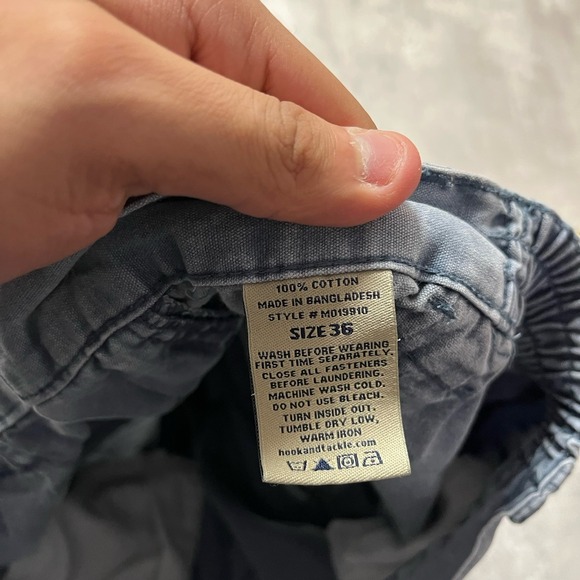 100% COTTON
MADE IN BANGLADESH
STYLE # M019910
SIZE 36
WASH BEFORE WEARING
FIRST TIME SEPARATELY.
CLOSE ALL FASTENERS
BEFORE LAUNDERING.
MACHINE WASH COLD.
DO NOT USE BLEACH.
TURN INSIDE OUT.
TUMBLE DRY LOW,
WARM IRON
hookandtackle.com